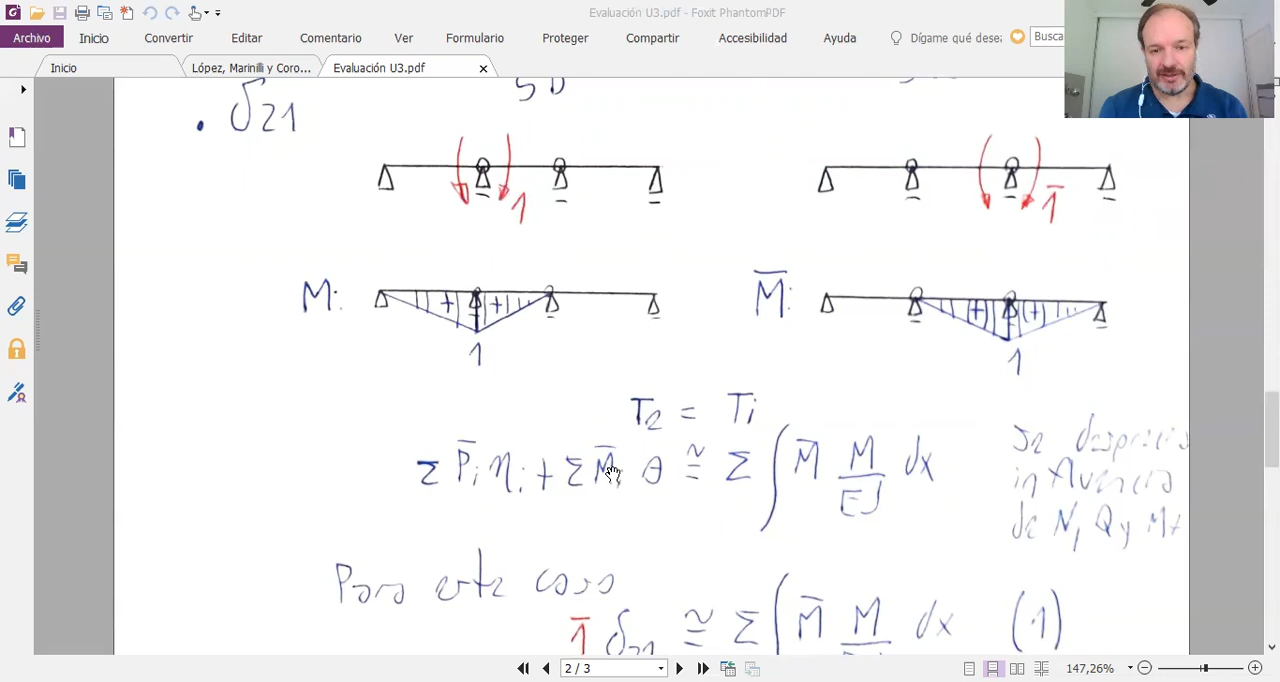 Evaluación U3.pdf - Foxit PhantomPDF
Archivo Inicio Convertir Editar Comentario Ver Formulario Proteger Compartir Accesibilidad Ayuda Dígame qué desea Busca
Inicio López, Marinilli y Coro... Evaluación U3.pdf
. δ21
1 1̄
M: M̄:
1 1
T2 = Ti
Σ P̄i ηi + Σ M̄i θ ≅ Σ ∫ M̄ M/EJ dx
Se desprecia
influencia
de N, Q y Mt
Para este caso
1̄ δ21 ≅ Σ ∫ M̄ M dx (1)
2 / 3 147,26%